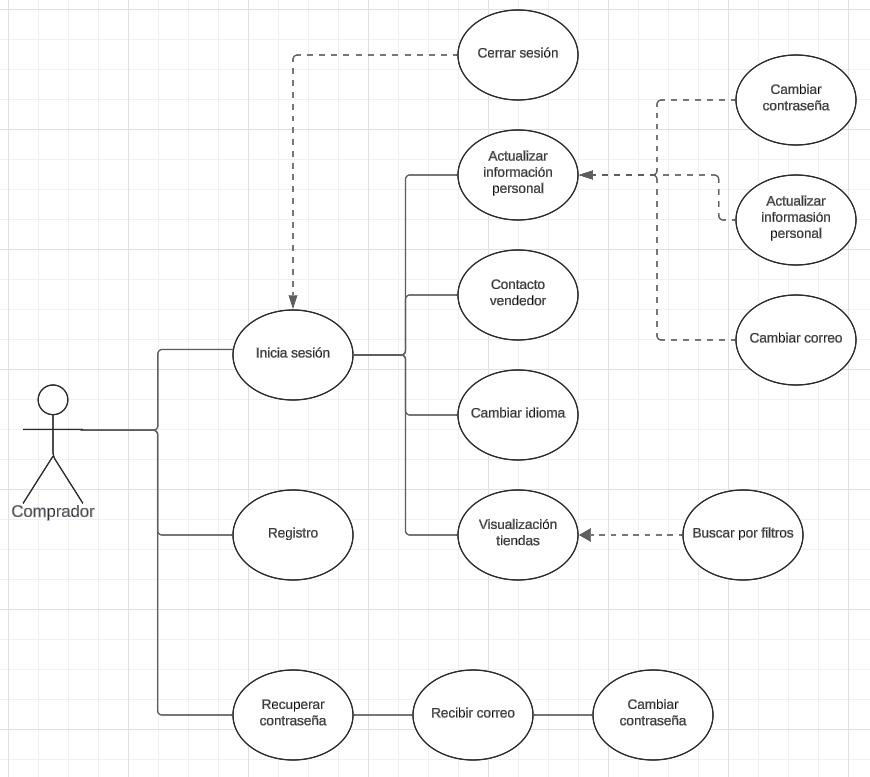 Cerrar sesión
Cambiar
contraseña
Actualizar
información
personal
Actualizar
informasión
personal
Contacto
vendedor
Cambiar correo
Inicia sesión
Cambiar idioma
Comprador
Registro
Visualización
tiendas
Buscar por filtros
Recuperar
contraseña
Recibir correo
Cambiar
contraseña